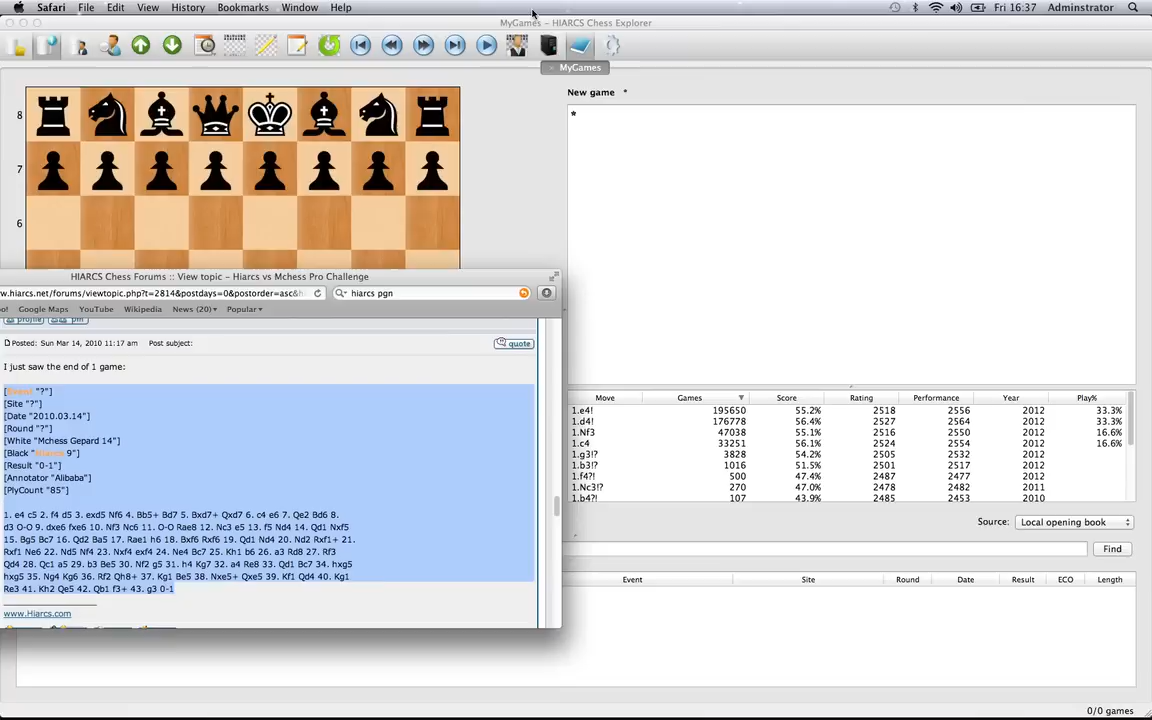 Safari File Edit View History Bookmarks Window Help Fri 16:37 Adminstrator
MyGames - HIARCS Chess Explorer
MyGames
New game *
*
8
7
6
Move Games Score Rating Performance Year Play%
1.e4! 195650 55.2% 2518 2556 2012 33.3%
1.d4! 176778 56.4% 2527 2564 2012 33.3%
1.Nf3 47038 55.1% 2516 2550 2012 16.6%
1.c4 33251 56.1% 2524 2554 2012 16.6%
1.g3!? 3828 54.2% 2505 2532 2012
1.b3!? 1016 51.5% 2501 2517 2012
1.f4?! 500 47.4% 2487 2478 2012
1.Nc3!? 270 47.0% 2477 2482 2011
1.b4?! 107 43.9% 2485 2453 2010
Source: Local opening book
Find
Event Site Round Date Result ECO Length
0/0 games
HIARCS Chess Forums :: View topic - Hiarcs vs Mchess Pro Challenge
w.hiarcs.net/forums/viewtopic.php?t=2814&postdays=0&postorder=asc&h hiarcs pgn
oo! Google Maps YouTube Wikipedia News (20) Popular
profile pm
Posted: Sun Mar 14, 2010 11:17 am Post subject: quote
I just saw the end of 1 game:
[Event "?"]
[Site "?"]
[Date "2010.03.14"]
[Round "?"]
[White "Mchess Gepard 14"]
[Black "Hiarcs 9"]
[Result "0-1"]
[Annotator "Alibaba"]
[PlyCount "85"]
1. e4 c5 2. f4 d5 3. exd5 Nf6 4. Bb5+ Bd7 5. Bxd7+ Qxd7 6. c4 e6 7. Qe2 Bd6 8.
d3 O-O 9. dxe6 fxe6 10. Nf3 Nc6 11. O-O Rae8 12. Nc3 e5 13. f5 Nd4 14. Qd1 Nxf5
15. Bg5 Bc7 16. Qd2 Ba5 17. Rae1 h6 18. Bxf6 Rxf6 19. Qd1 Nd4 20. Nd2 Rxf1+ 21.
Rxf1 Ne6 22. Nd5 Nf4 23. Nxf4 exf4 24. Ne4 Bc7 25. Kh1 b6 26. a3 Rd8 27. Rf3
Qd4 28. Qc1 a5 29. b3 Be5 30. Nf2 g5 31. h4 Kg7 32. a4 Re8 33. Qd1 Bc7 34. hxg5
hxg5 35. Ng4 Kg6 36. Rf2 Qh8+ 37. Kg1 Be5 38. Nxe5+ Qxe5 39. Kf1 Qd4 40. Kg1
Re3 41. Kh2 Qe5 42. Qb1 f3+ 43. g3 0-1
www.Hiarcs.com